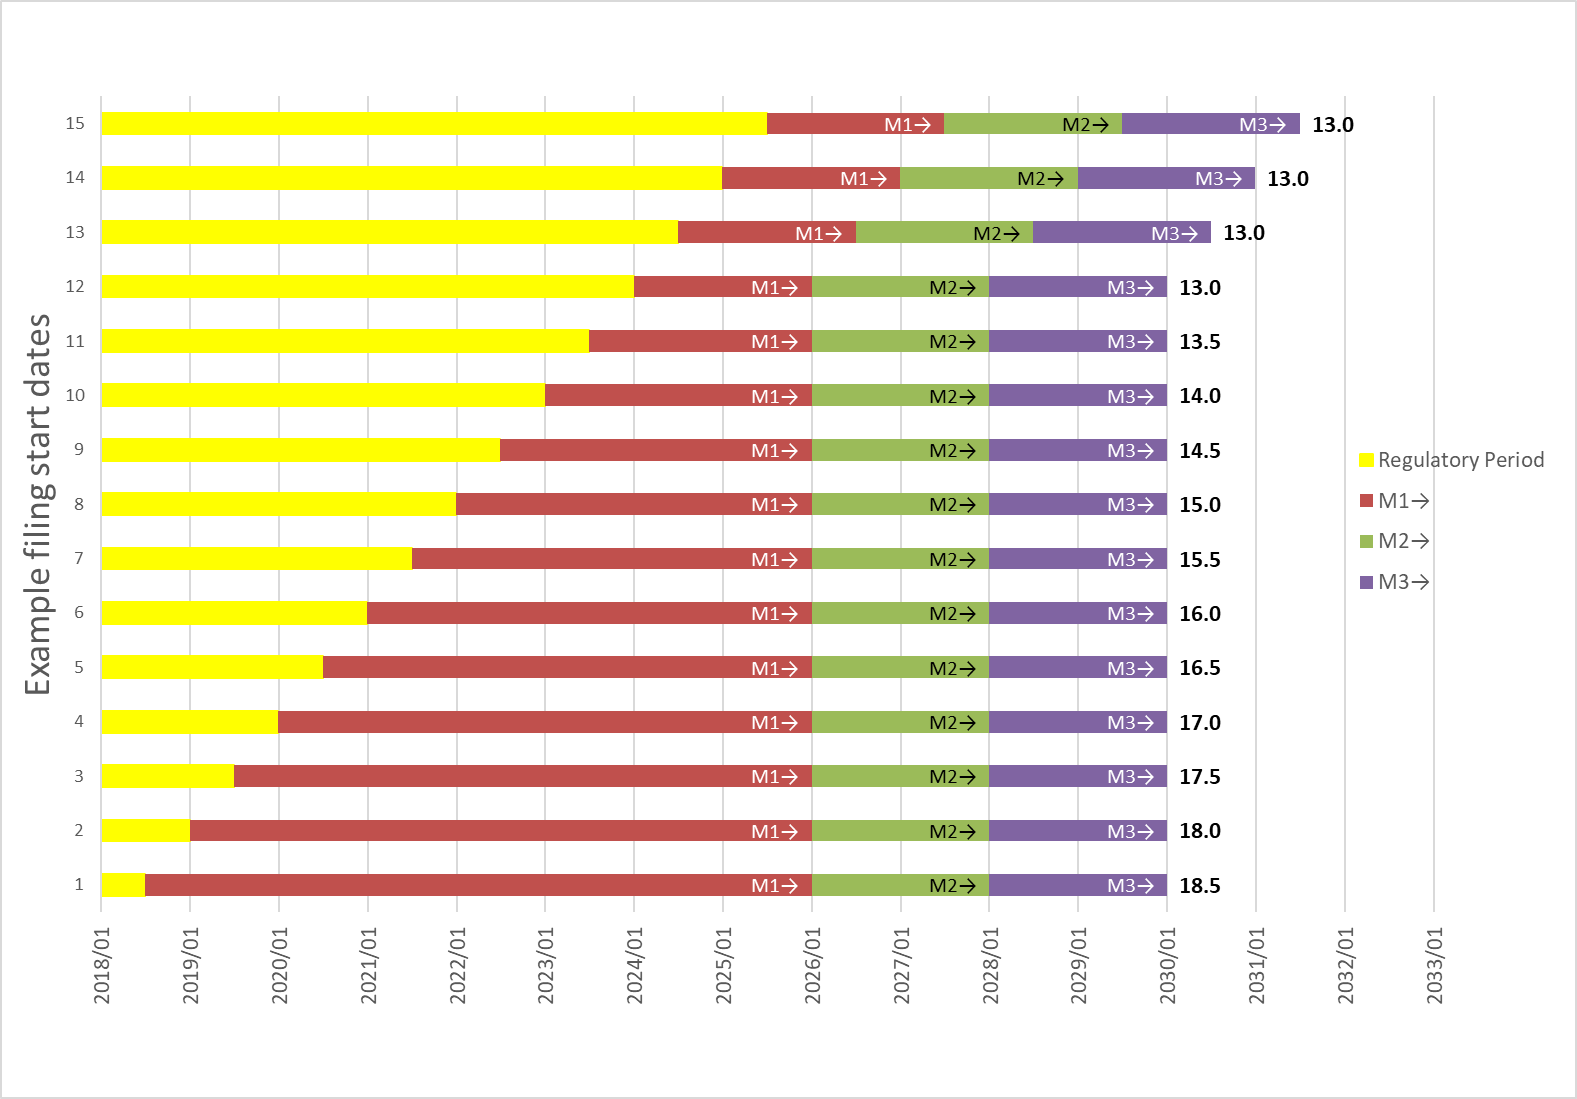 Example filing start dates
15 M1→ M2→ M3→ 13.0
14 M1→ M2→ M3→ 13.0
13 M1→ M2→ M3→ 13.0
12 M1→ M2→ M3→ 13.0
11 M1→ M2→ M3→ 13.5
10 M1→ M2→ M3→ 14.0
9 M1→ M2→ M3→ 14.5
8 M1→ M2→ M3→ 15.0
7 M1→ M2→ M3→ 15.5
6 M1→ M2→ M3→ 16.0
5 M1→ M2→ M3→ 16.5
4 M1→ M2→ M3→ 17.0
3 M1→ M2→ M3→ 17.5
2 M1→ M2→ M3→ 18.0
1 M1→ M2→ M3→ 18.5
2018/01 2019/01 2020/01 2021/01 2022/01 2023/01 2024/01 2025/01 2026/01 2027/01 2028/01 2029/01 2030/01 2031/01 2032/01 2033/01
Regulatory Period
M1→
M2→
M3→